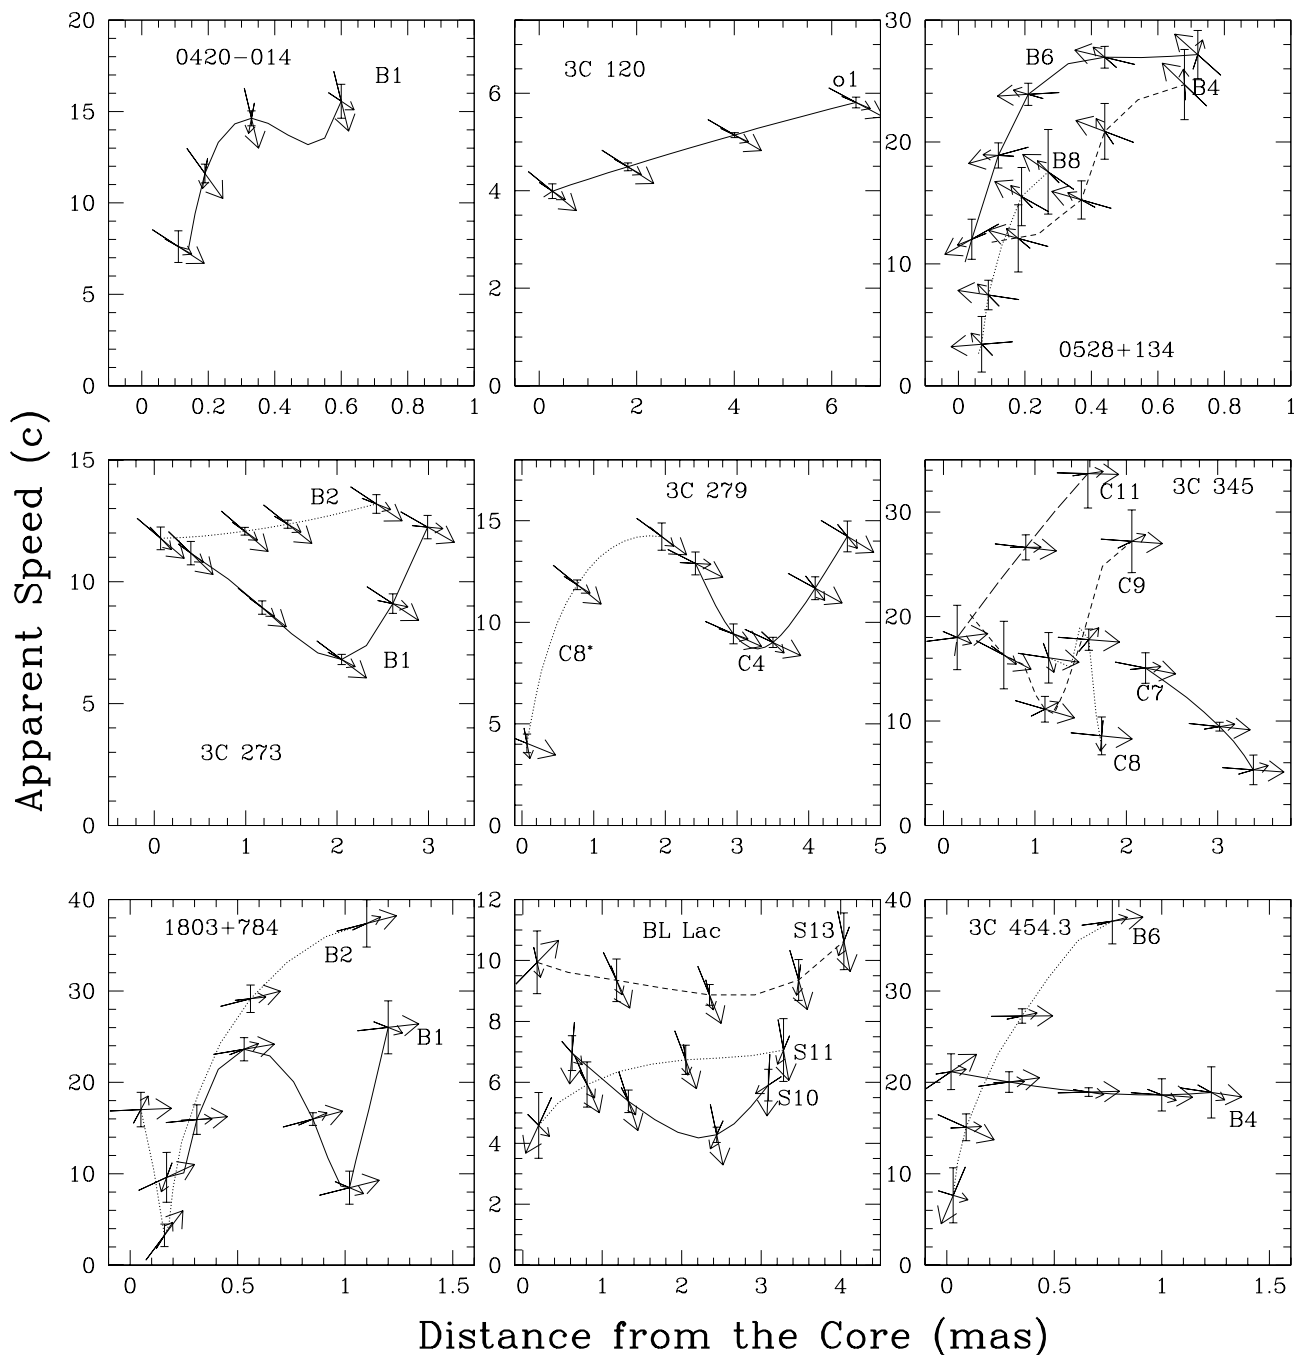 20
15
10
5
0
0420-014
B1
0 0.2 0.4 0.6 0.8 1
6
4
2
0
3C 120
o1
0 2 4 6
30
20
10
0
B6
B4
B8
0528+134
0 0.2 0.4 0.6 0.8 1
Apparent Speed (c)
15
10
5
0
B2
B1
3C 273
0 1 2 3
15
10
5
0
3C 279
C8*
C4
0 1 2 3 4 5
30
20
10
0
C11
3C 345
C9
C7
C8
0 1 2 3
40
30
20
10
0
1803+784
B2
B1
0 0.5 1 1.5
12
10
8
6
4
2
0
BL Lac
S13
S11
S10
0 1 2 3 4
40
30
20
10
0
3C 454.3
B6
B4
0 0.5 1 1.5
Distance from the Core (mas)